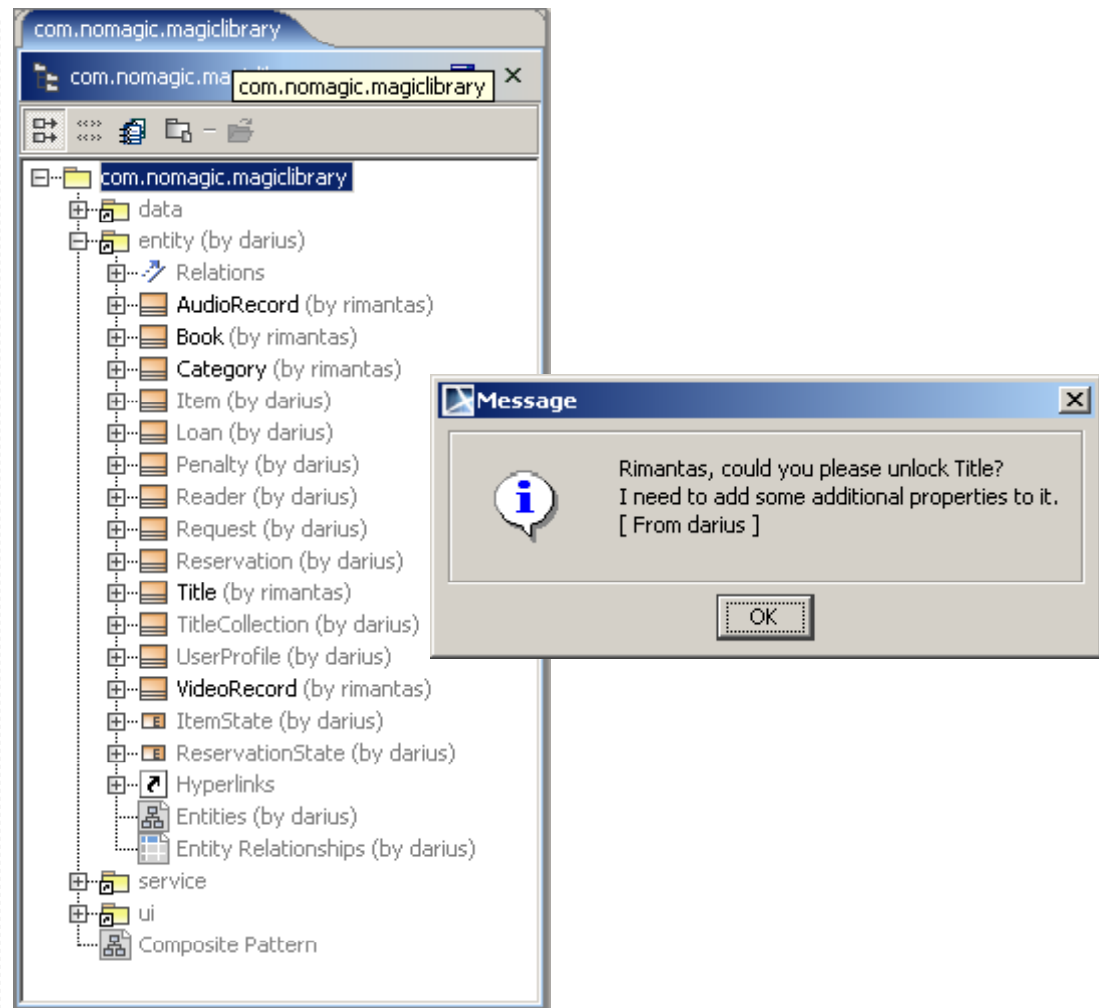 com.nomagic.magiclibrary
com.nomagic.ma
com.nomagic.magiclibrary
com.nomagic.magiclibrary
data
entity (by darius)
Relations
AudioRecord (by rimantas)
Book (by rimantas)
Category (by rimantas)
Item (by darius)
Loan (by darius)
Penalty (by darius)
Reader (by darius)
Request (by darius)
Reservation (by darius)
Title (by rimantas)
TitleCollection (by darius)
UserProfile (by darius)
VideoRecord (by rimantas)
E ItemState (by darius)
E ReservationState (by darius)
Hyperlinks
Entities (by darius)
Entity Relationships (by darius)
service
ui
Composite Pattern
Message
Rimantas, could you please unlock Title?
I need to add some additional properties to it.
[ From darius ]
OK